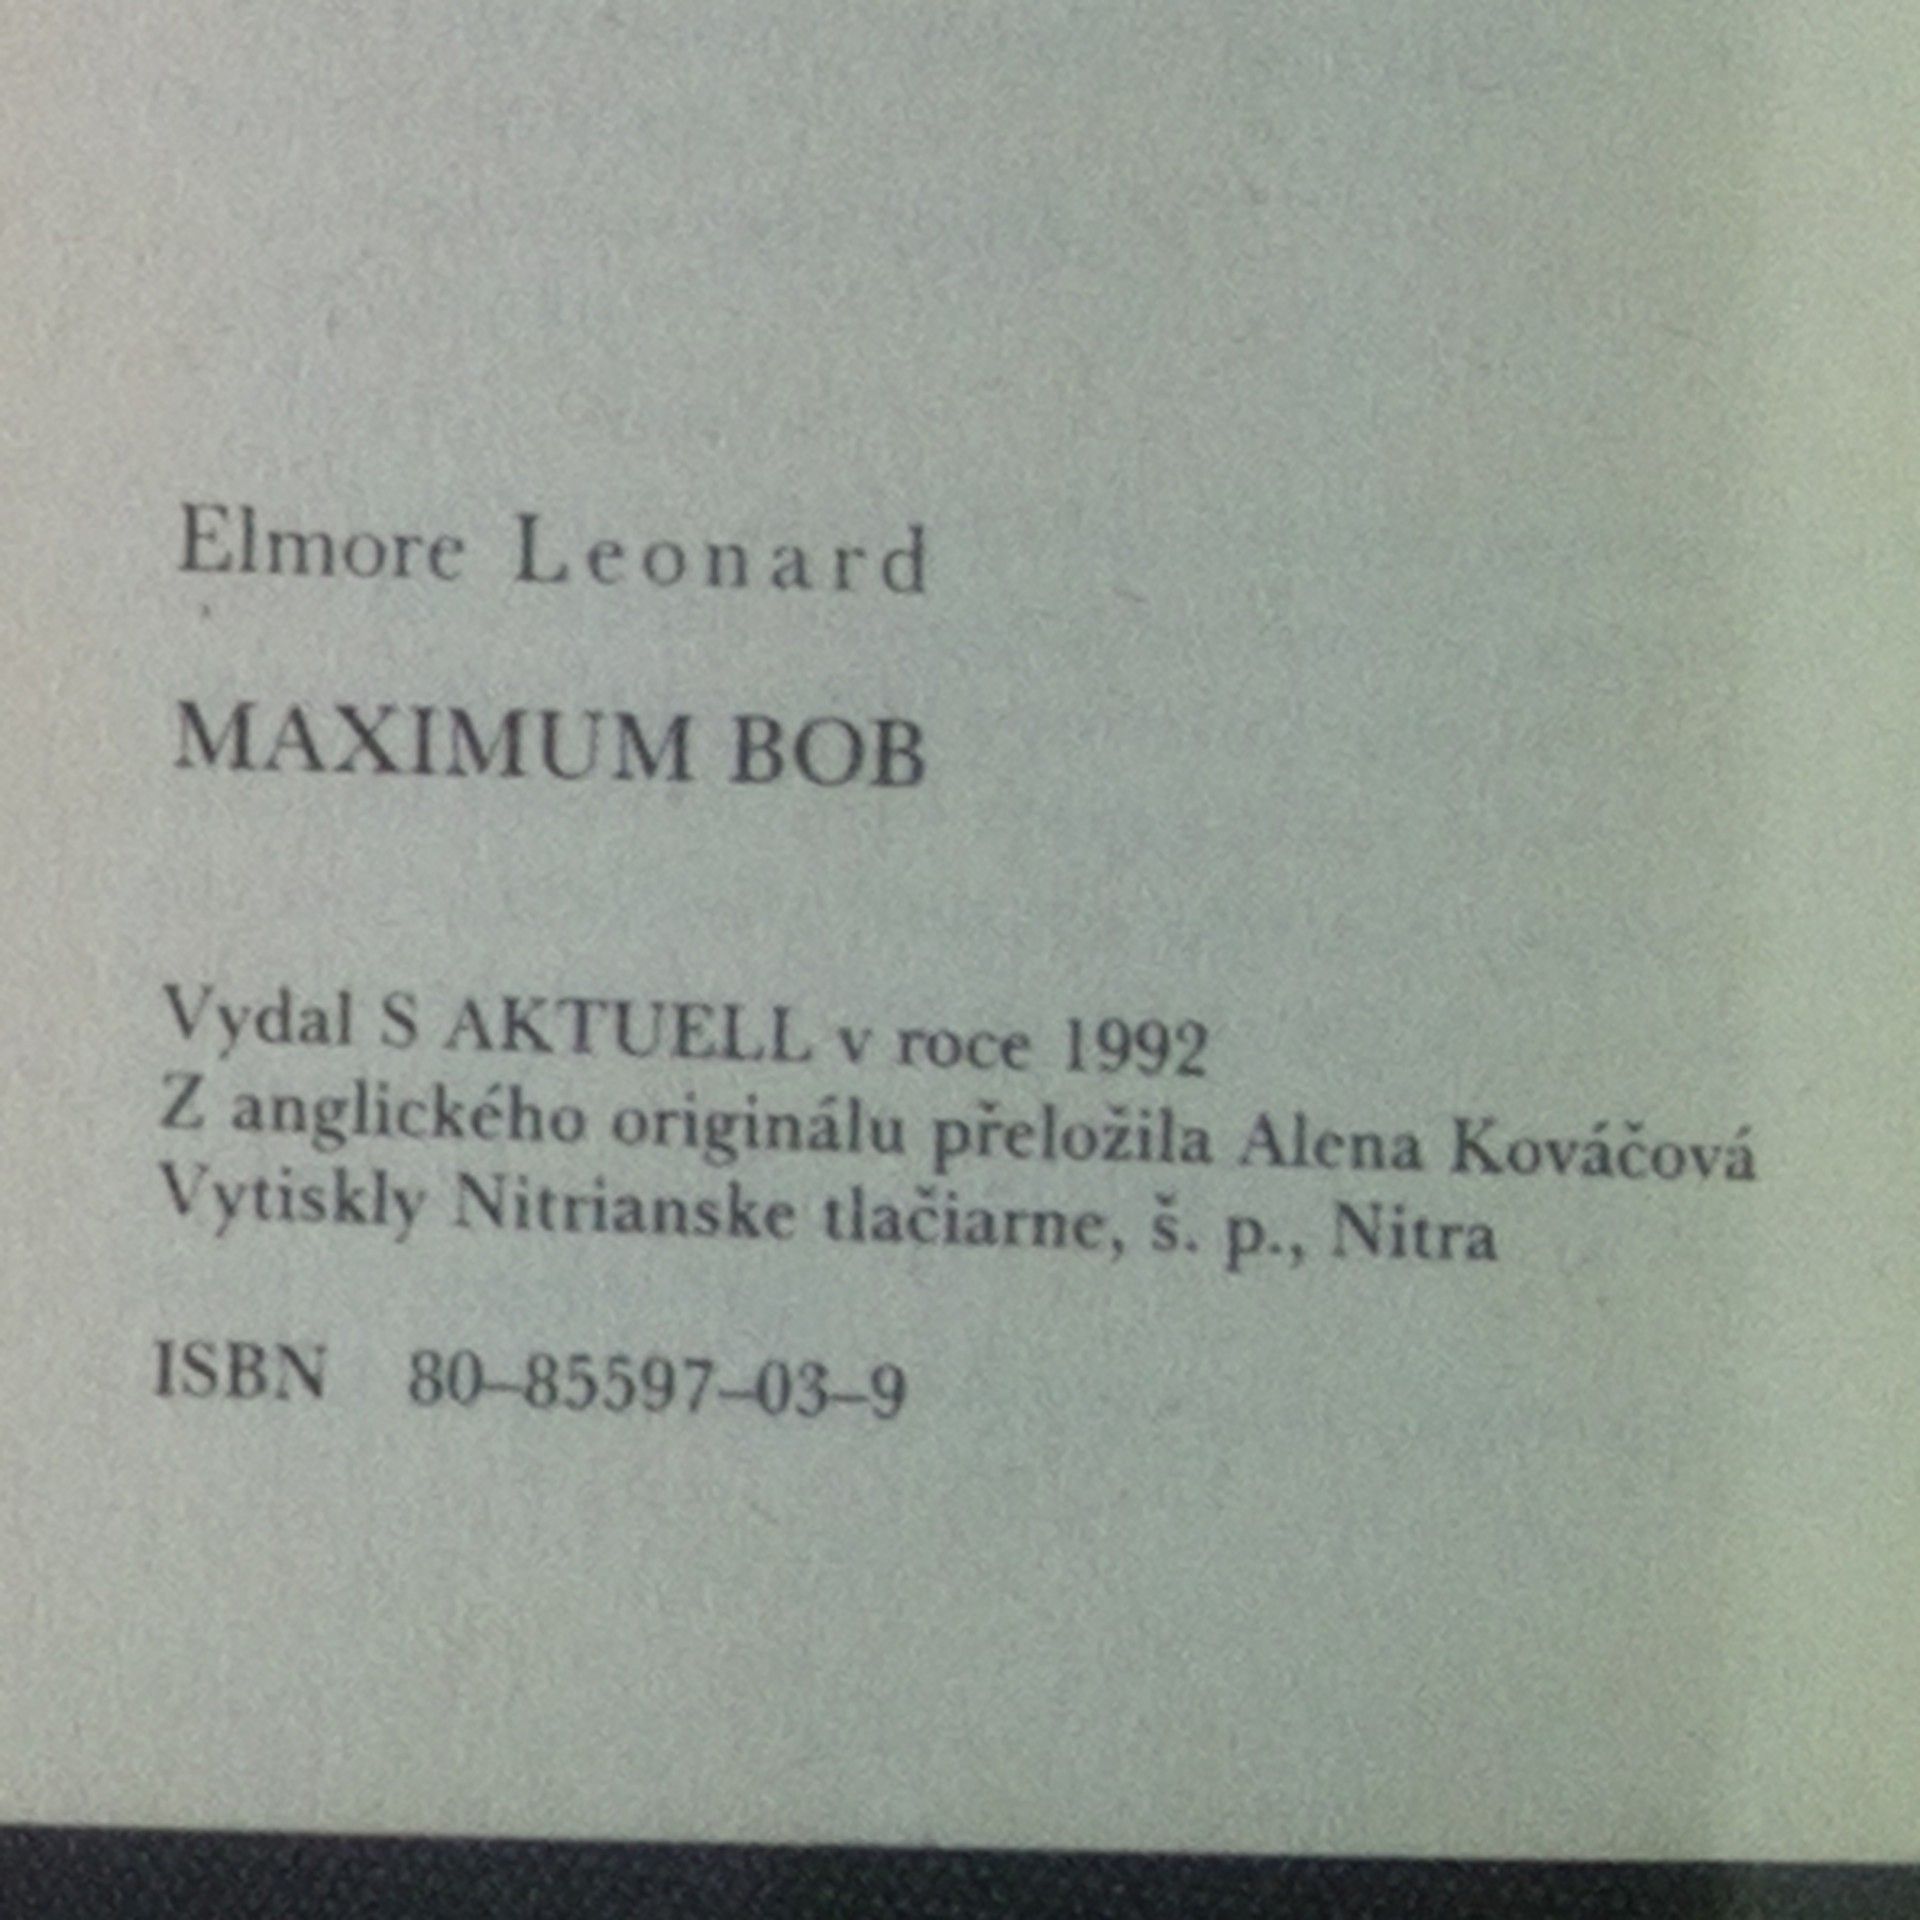 Elmore Leonard
MAXIMUM BOB
Vydal S AKTUELL v roce 1992
Z anglického originálu přeložila Alena Kováčová
Vytiskly Nitrianske tlačiarne, š. p., Nitra
ISBN 80–85597–03–9